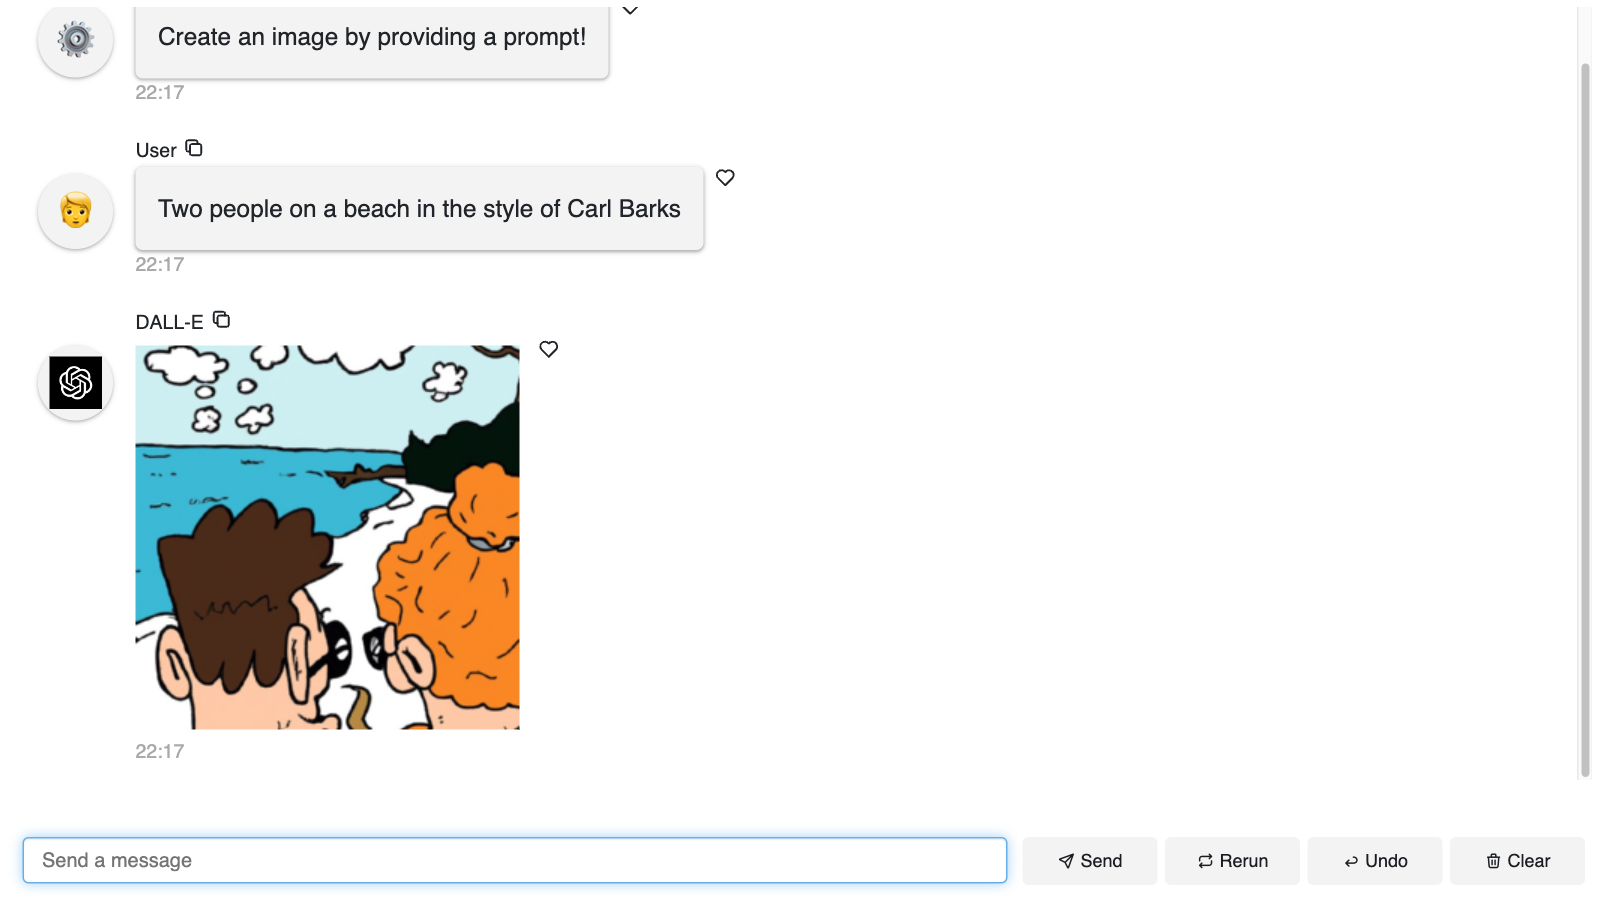 Create an image by providing a prompt!
22:17
User
Two people on a beach in the style of Carl Barks
22:17
DALL-E
22:17
Send a message
Send
Rerun
Undo
Clear